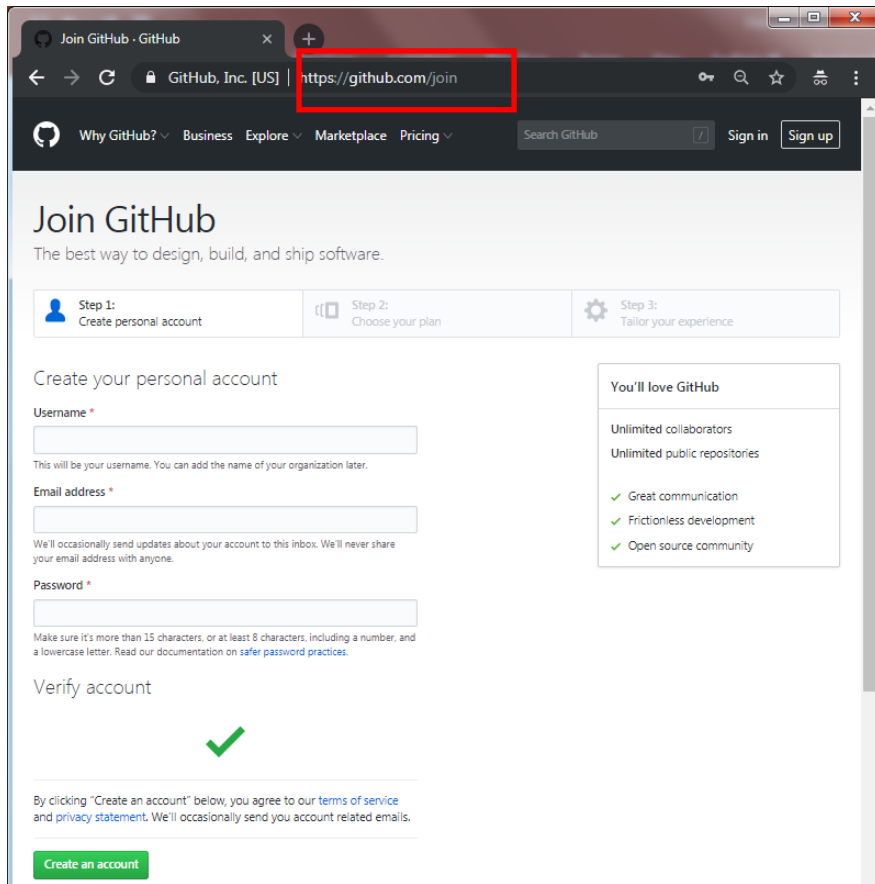 Join GitHub · GitHub
GitHub, Inc. [US] | https://github.com/join
Why GitHub? Business Explore Marketplace Pricing Search GitHub / Sign in Sign up
Join GitHub
The best way to design, build, and ship software.
Step 1:
Create personal account
Step 2:
Choose your plan
Step 3:
Tailor your experience
Create your personal account
Username *
This will be your username. You can add the name of your organization later.
Email address *
We'll occasionally send updates about your account to this inbox. We'll never share
your email address with anyone.
Password *
Make sure it's more than 15 characters, or at least 8 characters, including a number, and
a lowercase letter. Read our documentation on safer password practices.
Verify account
By clicking "Create an account" below, you agree to our terms of service
and privacy statement. We'll occasionally send you account related emails.
Create an account
You'll love GitHub
Unlimited collaborators
Unlimited public repositories
Great communication
Frictionless development
Open source community